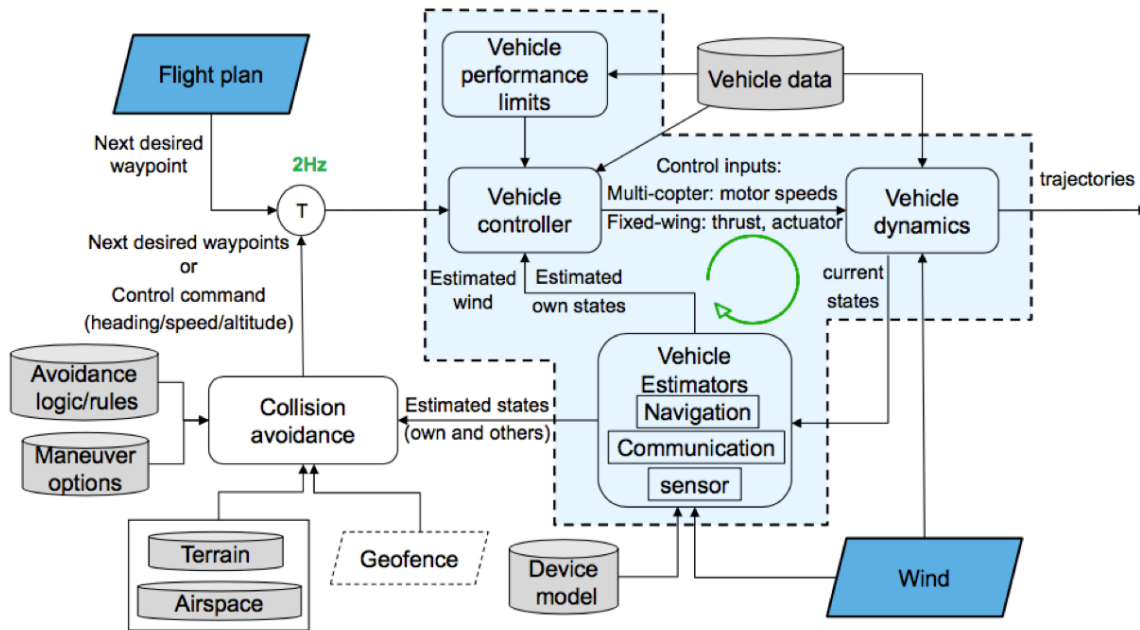 Flight plan
Vehicle
performance
limits
Vehicle data
Next desired
waypoint
2Hz
T
Vehicle
controller
Control inputs:
Multi-copter: motor speeds
Fixed-wing: thrust, actuator
Vehicle
dynamics
trajectories
Next desired waypoints
or
Control command
(heading/speed/altitude)
Estimated
wind
Estimated
own states
current
states
Avoidance
logic/rules
Maneuver
options
Collision
avoidance
Estimated states
(own and others)
Vehicle
Estimators
Navigation
Communication
sensor
Terrain
Airspace
Geofence
Device
model
Wind